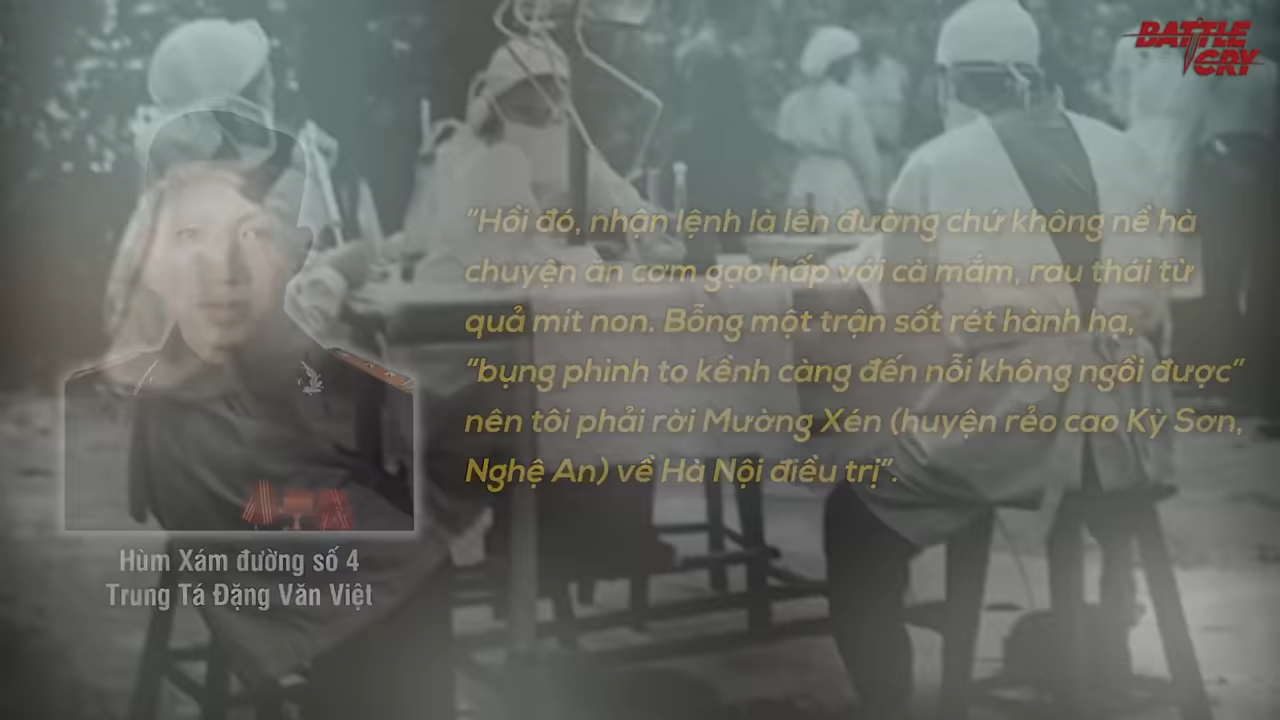 BATTLE
CRY
“Hồi đó, nhận lệnh là lên đường chứ không nề hà
chuyện ăn cơm gạo hấp với cà mắm, rau thái từ
quả mít non. Bỗng một trận sốt rét hành hạ,
“bụng phình to kềnh càng đến nỗi không ngồi được”
nên tôi phải rời Mường Xén (huyện rẻo cao Kỳ Sơn,
Nghệ An) về Hà Nội điều trị”.
Hùm Xám đường số 4
Trung Tá Đặng Văn Việt